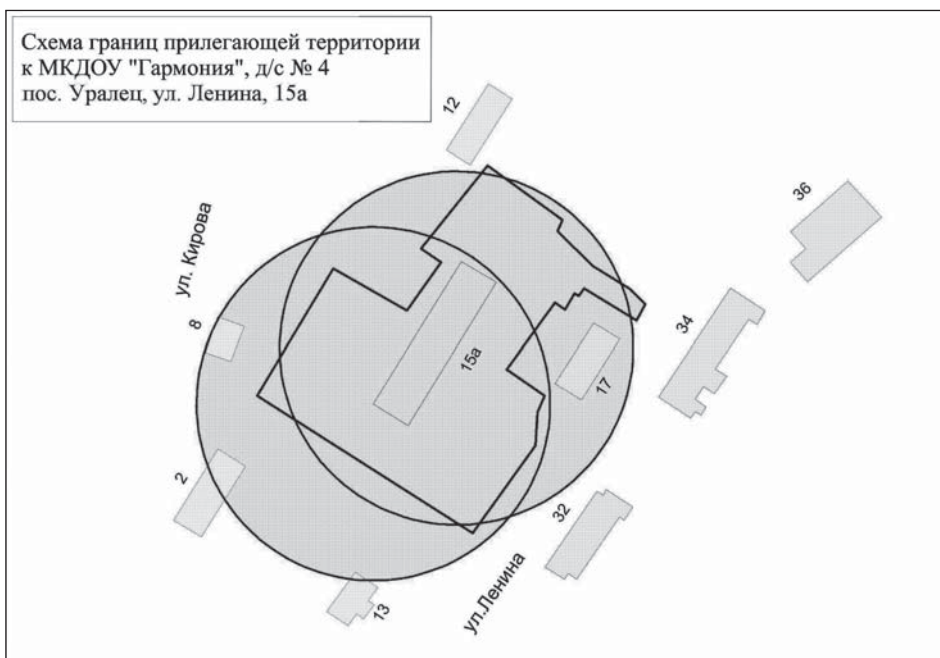 Схема границ прилегающей территории
к МКДОУ "Гармония", д/с № 4
пос. Уралец, ул. Ленина, 15а
12
36
ул. Кирова
8
34
15а
17
2
32
ул.Ленина
13